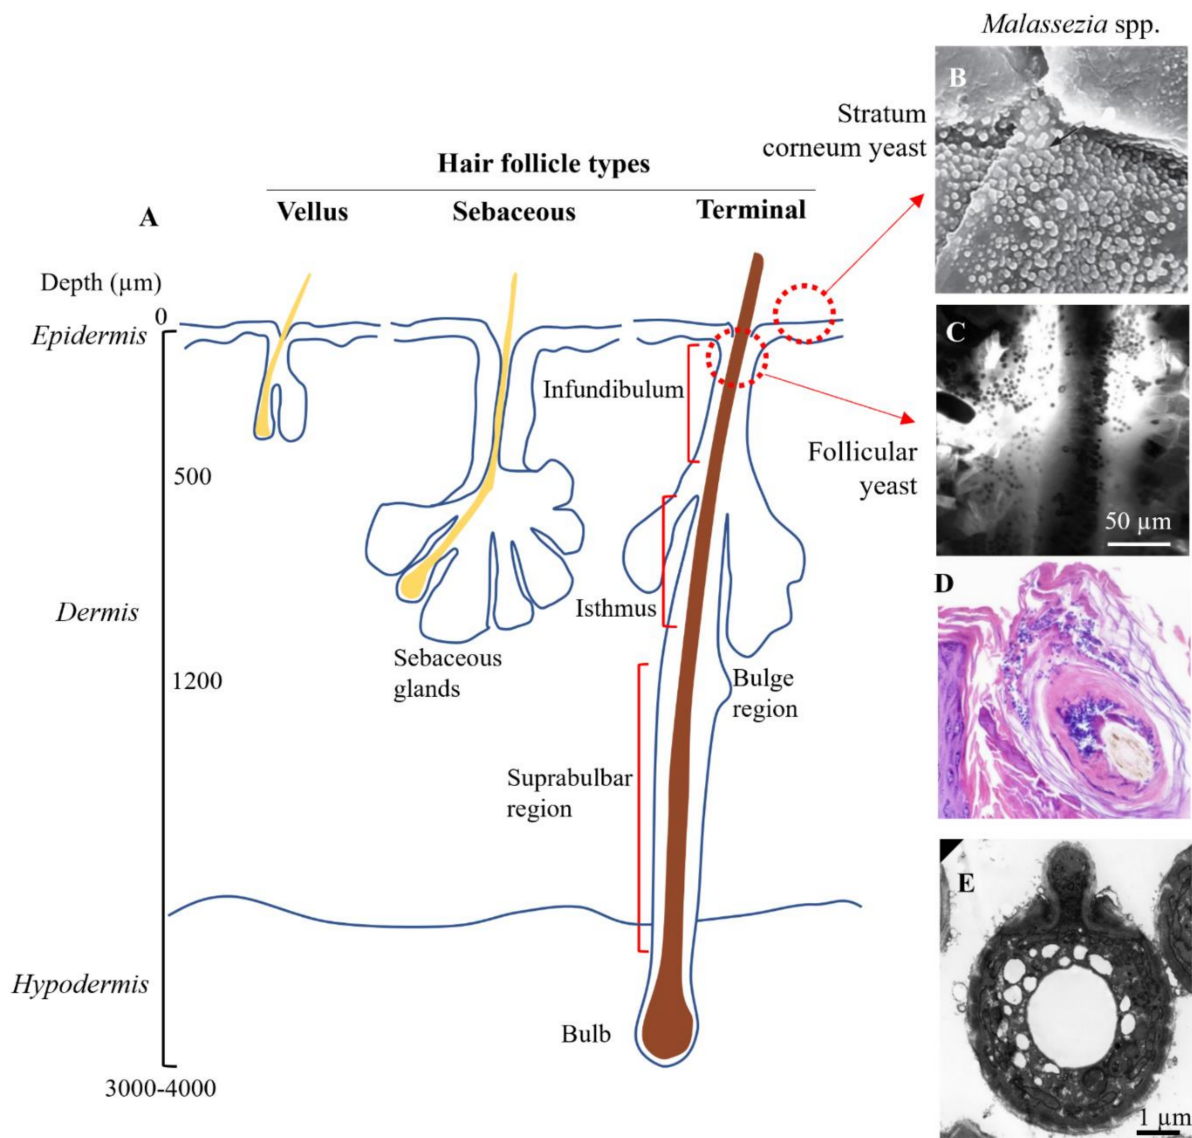 Malassezia spp.
B
Stratum
corneum yeast
Hair follicle types
A
Vellus
Sebaceous
Terminal
Depth (µm)
0
Epidermis
C
Infundibulum
Follicular
yeast
500
50 µm
D
Dermis
Isthmus
Sebaceous
glands
1200
Bulge
region
Suprabulbar
region
E
Hypodermis
Bulb
3000-4000
1 µm